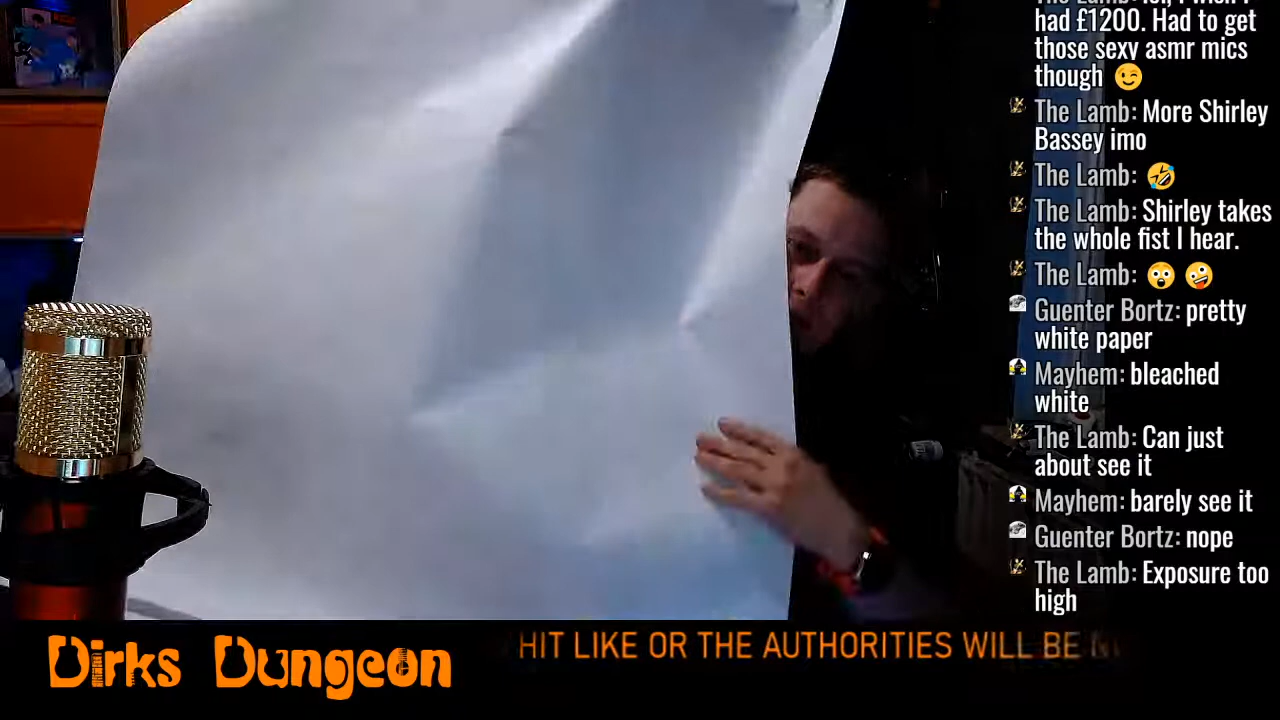 had £1200. Had to get
those sexy asmr mics
though 😉
The Lamb: More Shirley
Bassey imo
The Lamb: 🤣
The Lamb: Shirley takes
the whole fist I hear.
The Lamb: 😲 🤪
Guenter Bortz: pretty
white paper
Mayhem: bleached
white
The Lamb: Can just
about see it
Mayhem: barely see it
Guenter Bortz: nope
The Lamb: Exposure too
high
Dirks Dungeon
HIT LIKE OR THE AUTHORITIES WILL BE